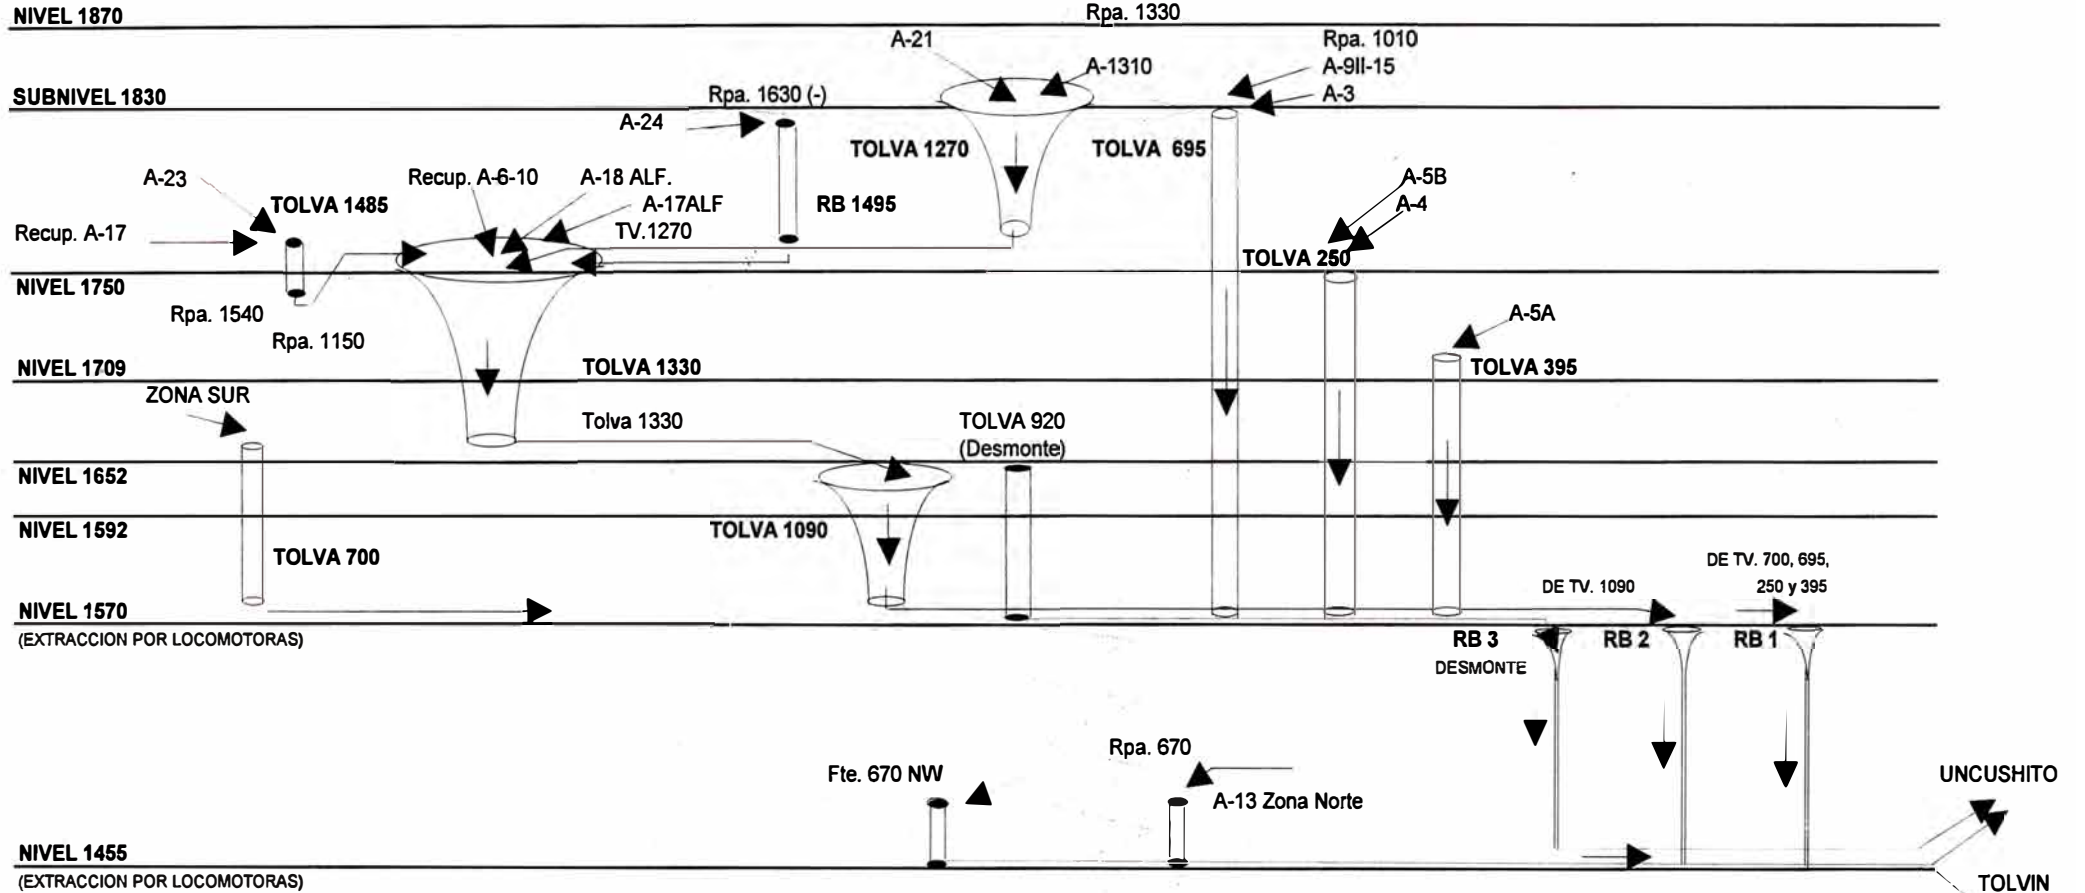 NIVEL 1870
Rpa. 1330
A-21
Rpa. 1010
A-1310
A-9II-15
SUBNIVEL 1830
Rpa. 1630 (-)
A-3
A-24
TOLVA 1270
TOLVA 695
A-23
TOLVA 1485
Recup. A-6-10
A-18 ALF.
A-17ALF
RB 1495
A-5B
A-4
Recup. A-17
TV.1270
TOLVA 250
NIVEL 1750
Rpa. 1540
Rpa. 1150
A-5A
NIVEL 1709
TOLVA 1330
TOLVA 395
ZONA SUR
Tolva 1330
TOLVA 920
(Desmonte)
NIVEL 1652
NIVEL 1592
TOLVA 1090
TOLVA 700
DE TV. 1090
DE TV. 700, 695,
250 y 395
NIVEL 1570
(EXTRACCION POR LOCOMOTORAS)
RB 3
DESMONTE
RB 2
RB 1
Rpa. 670
Fte. 670 NW
A-13 Zona Norte
UNCUSHITO
NIVEL 1455
(EXTRACCION POR LOCOMOTORAS)
TOLVIN